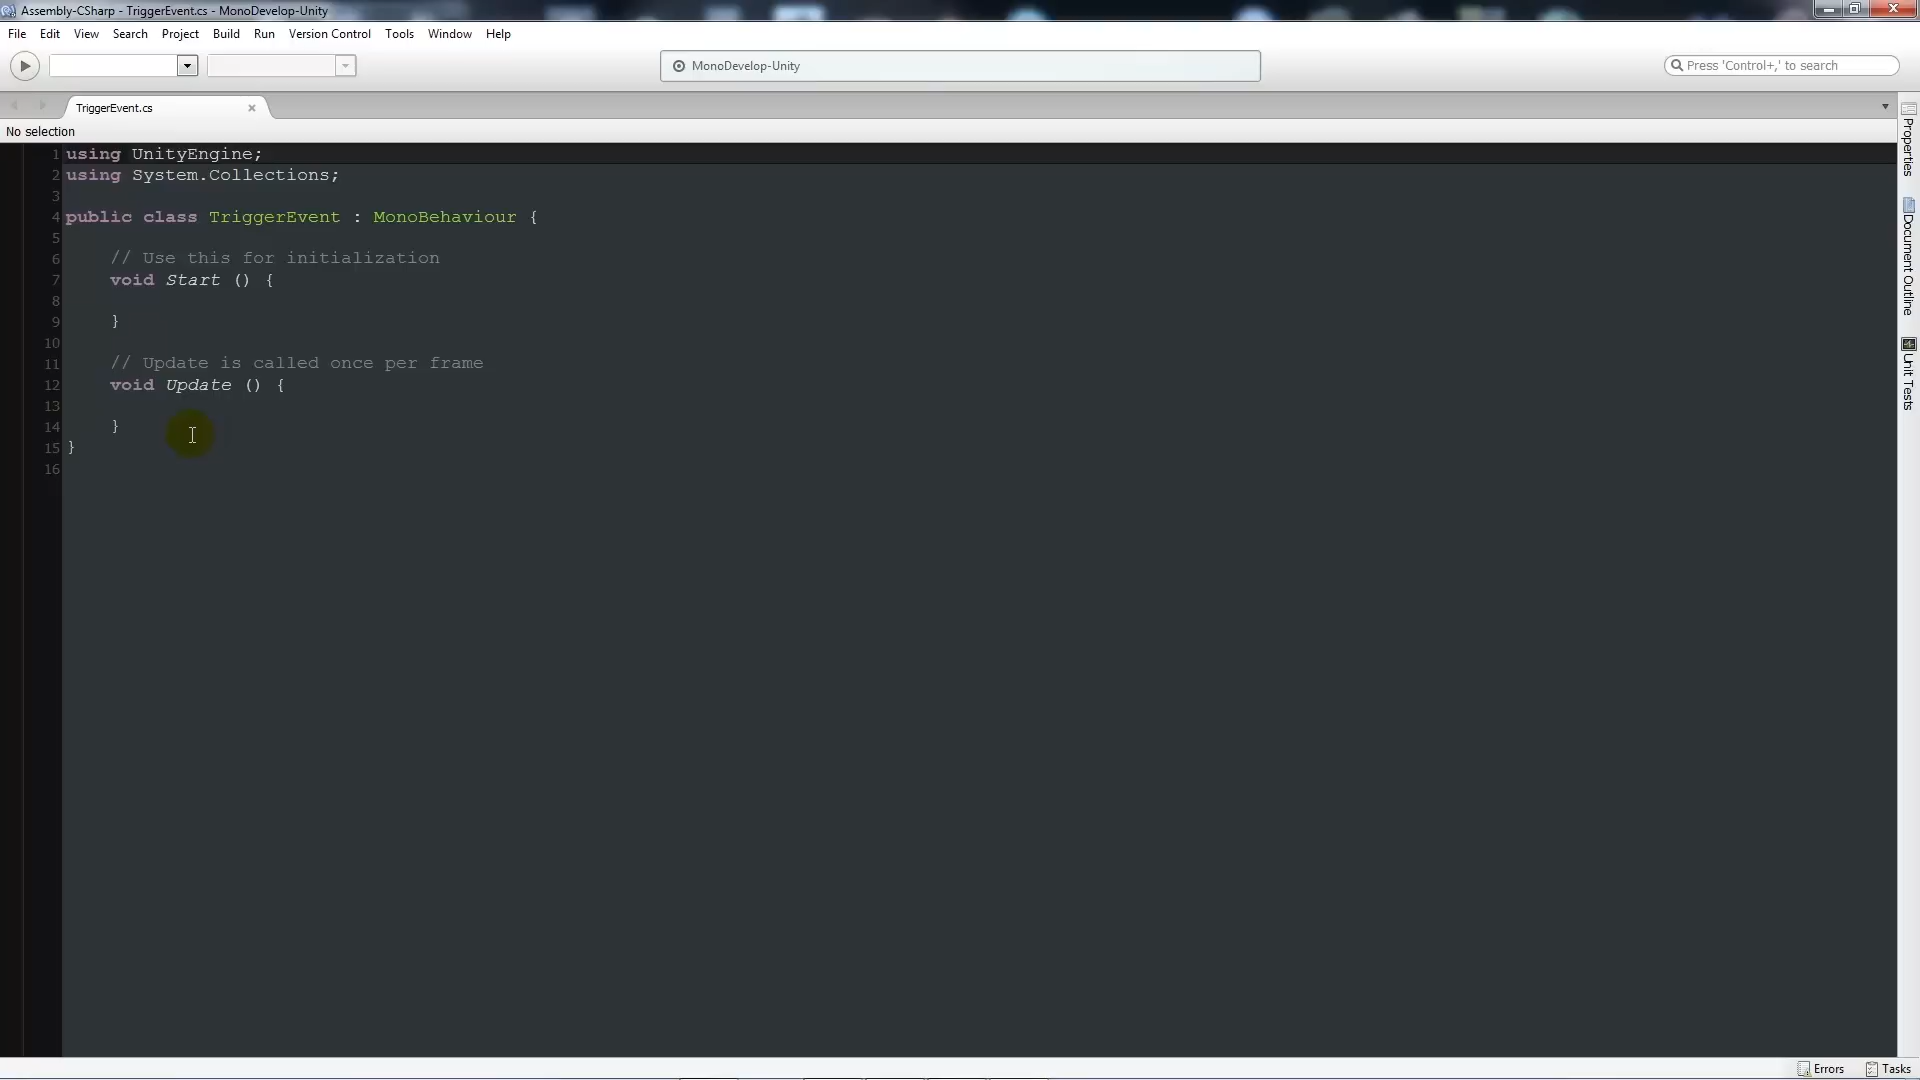 Assembly-CSharp - TriggerEvent.cs - MonoDevelop-Unity
File Edit View Search Project Build Run Version Control Tools Window Help
MonoDevelop-Unity
Press 'Control+,' to search
TriggerEvent.cs
No selection
1 using UnityEngine;
2 using System.Collections;
3
4 public class TriggerEvent : MonoBehaviour {
5
6 // Use this for initialization
7 void Start () {
8
9 }
10
11 // Update is called once per frame
12 void Update () {
13
14 }
15 }
16
Properties
Document Outline
Unit Tests
Errors Tasks